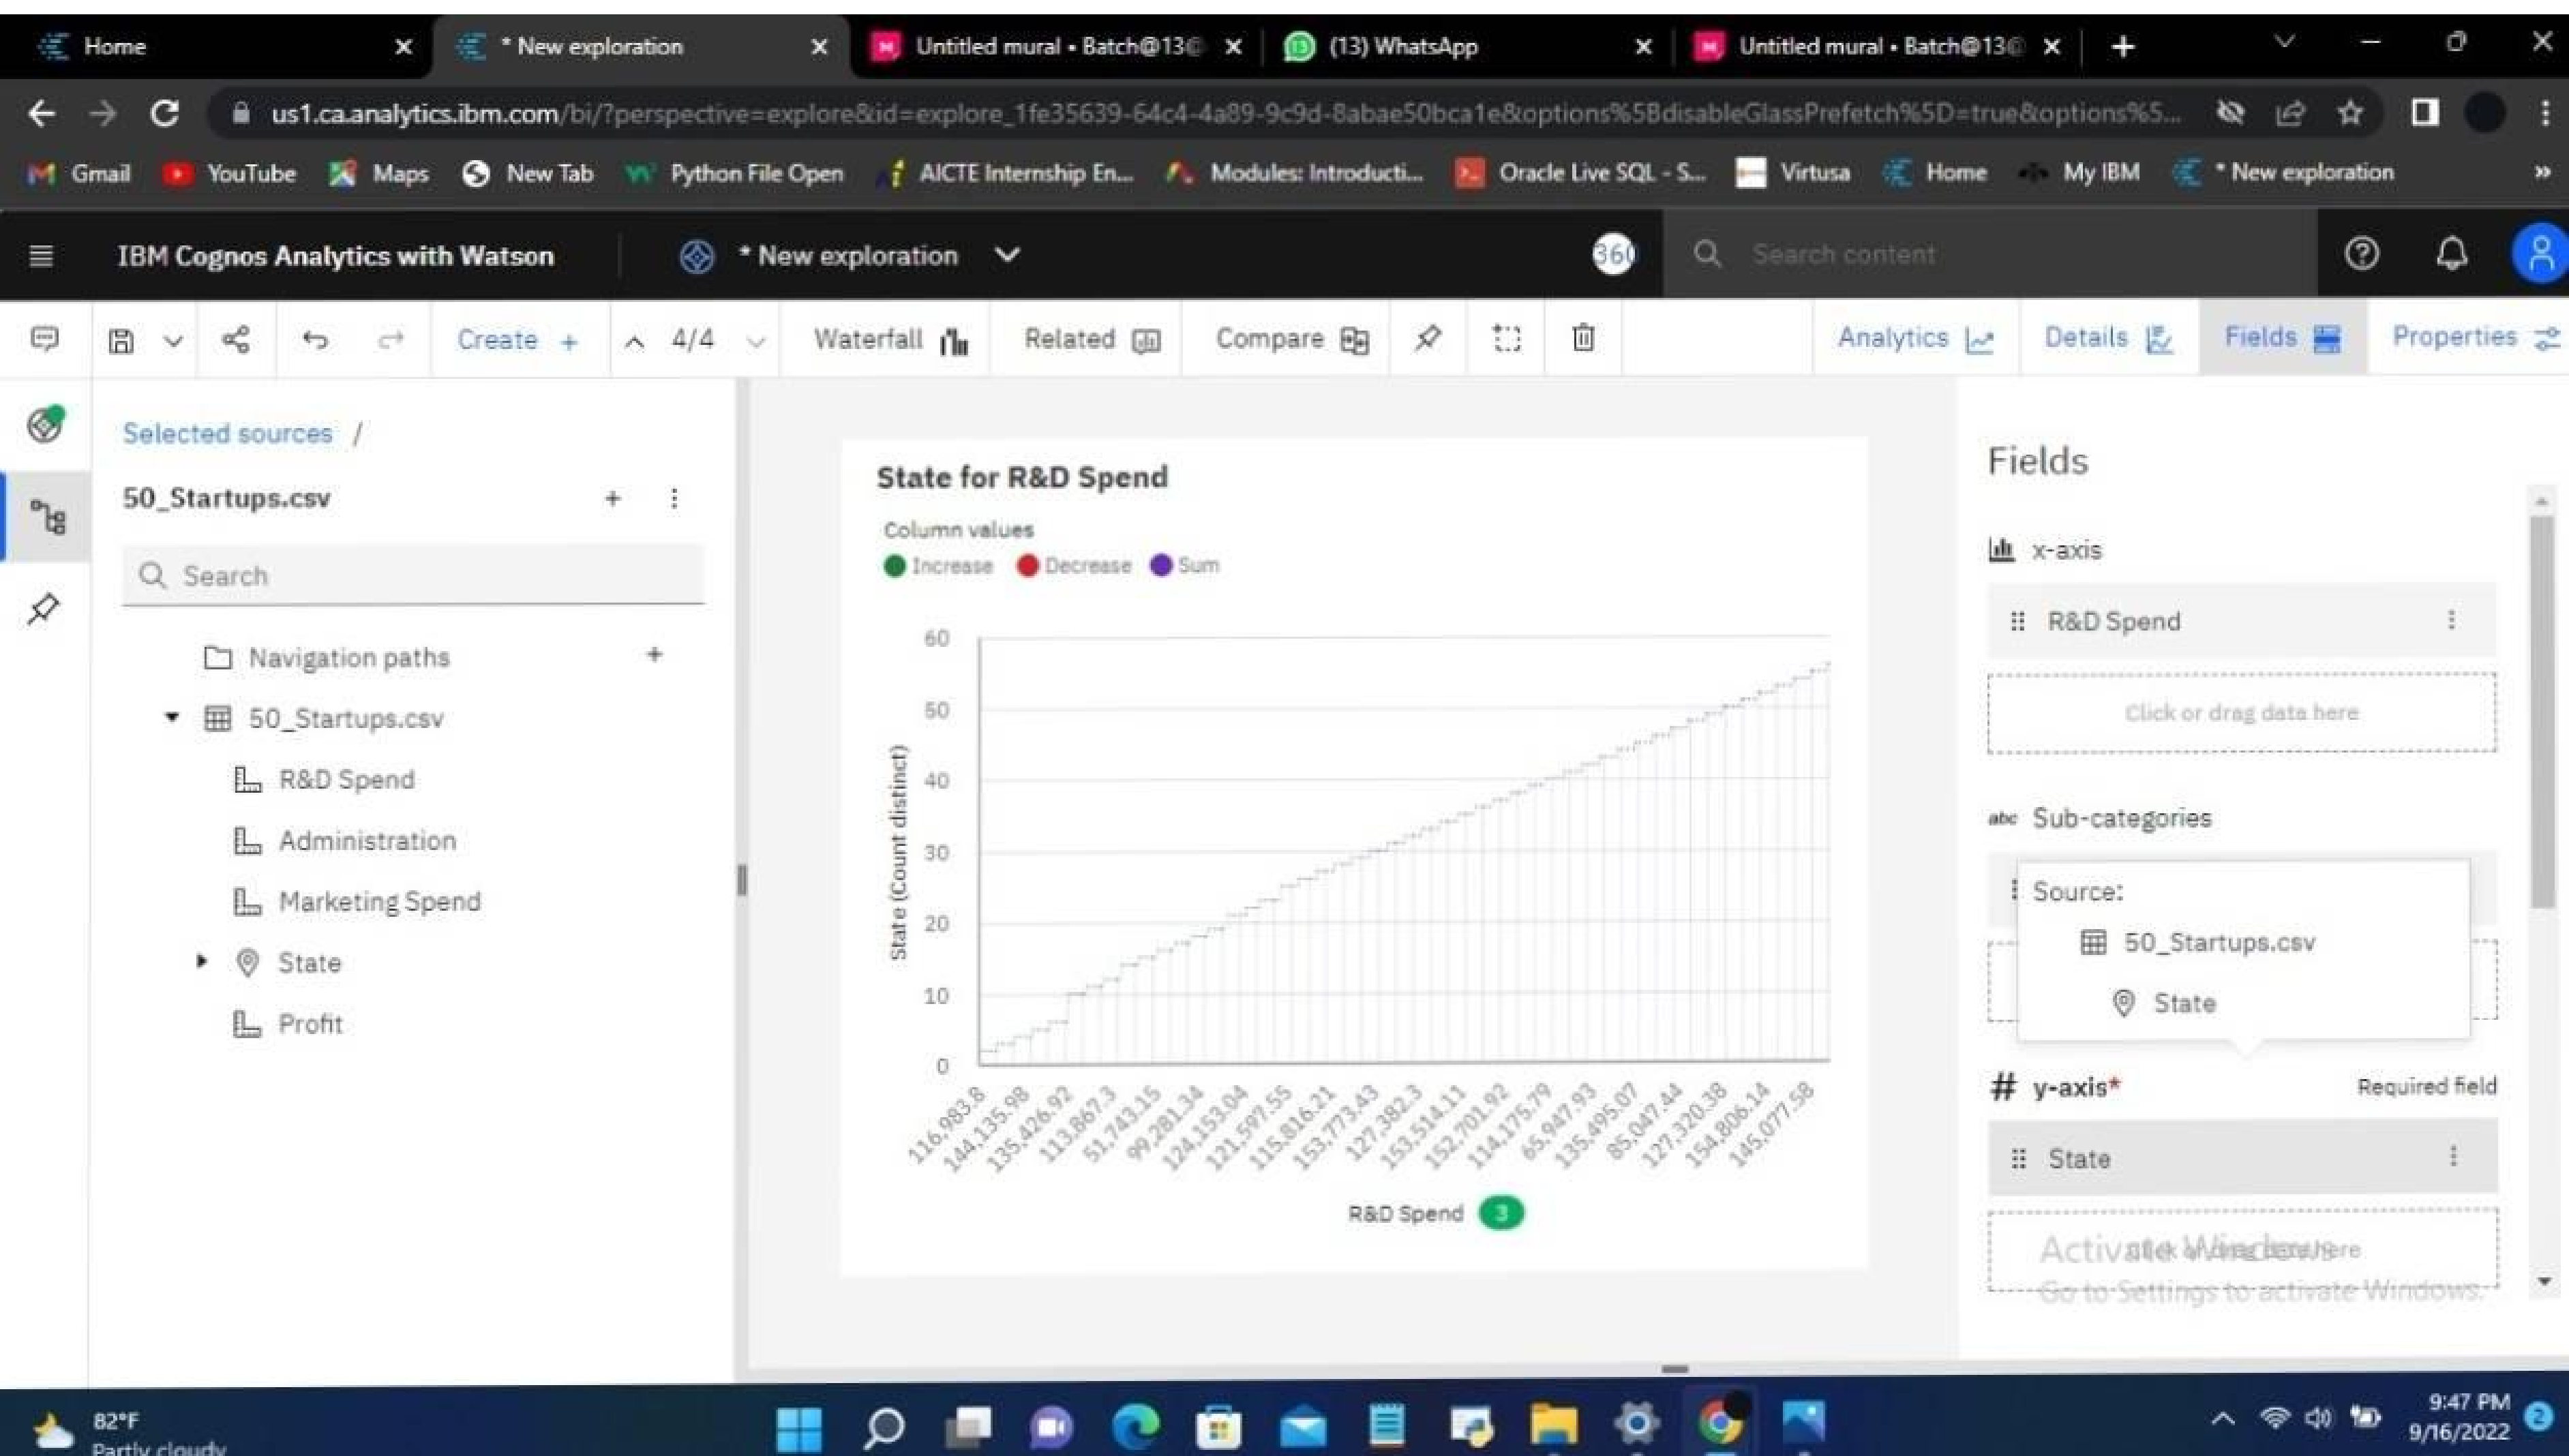 Home
* New exploration
Untitled mural • Batch@13@
(13) WhatsApp
Untitled mural • Batch@13@
us1.ca.analytics.ibm.com/bi/?perspective=explore&id=explore_1fe35639-64c4-4a89-9c9d-8abae50bca1e&options%5BdisableGlassPrefetch%5D=true&options%5...
Gmail YouTube Maps New Tab Python File Open AICTE Internship En... Modules: Introducti... Oracle Live SQL - S... Virtusa Home My IBM * New exploration »
IBM Cognos Analytics with Watson * New exploration 360 Search content
Create + 4/4 Waterfall Related Compare Analytics Details Fields Properties
Selected sources /
50_Startups.csv
Search
Navigation paths
50_Startups.csv
R&D Spend
Administration
Marketing Spend
State
Profit
State for R&D Spend
Column values
Increase Decrease Sum
60
50
40
30
20
10
0
State (Count distinct)
116,983.8
144,135.98
135,426.92
113,867.3
51,743.15
99,281.34
124,153.04
121,597.55
115,816.21
153,773.43
127,382.3
153,514.11
152,701.92
114,175.79
65,947.93
135,495.07
85,047.44
127,320.38
154,806.14
145,077.58
R&D Spend 3
Fields
x-axis
R&D Spend
Click or drag data here
abc Sub-categories
Source:
50_Startups.csv
State
# y-axis* Required field
State
Click or drag data here
Activate Windows
Go to Settings to activate Windows.
82°F
Partly cloudy
9:47 PM
9/16/2022
2